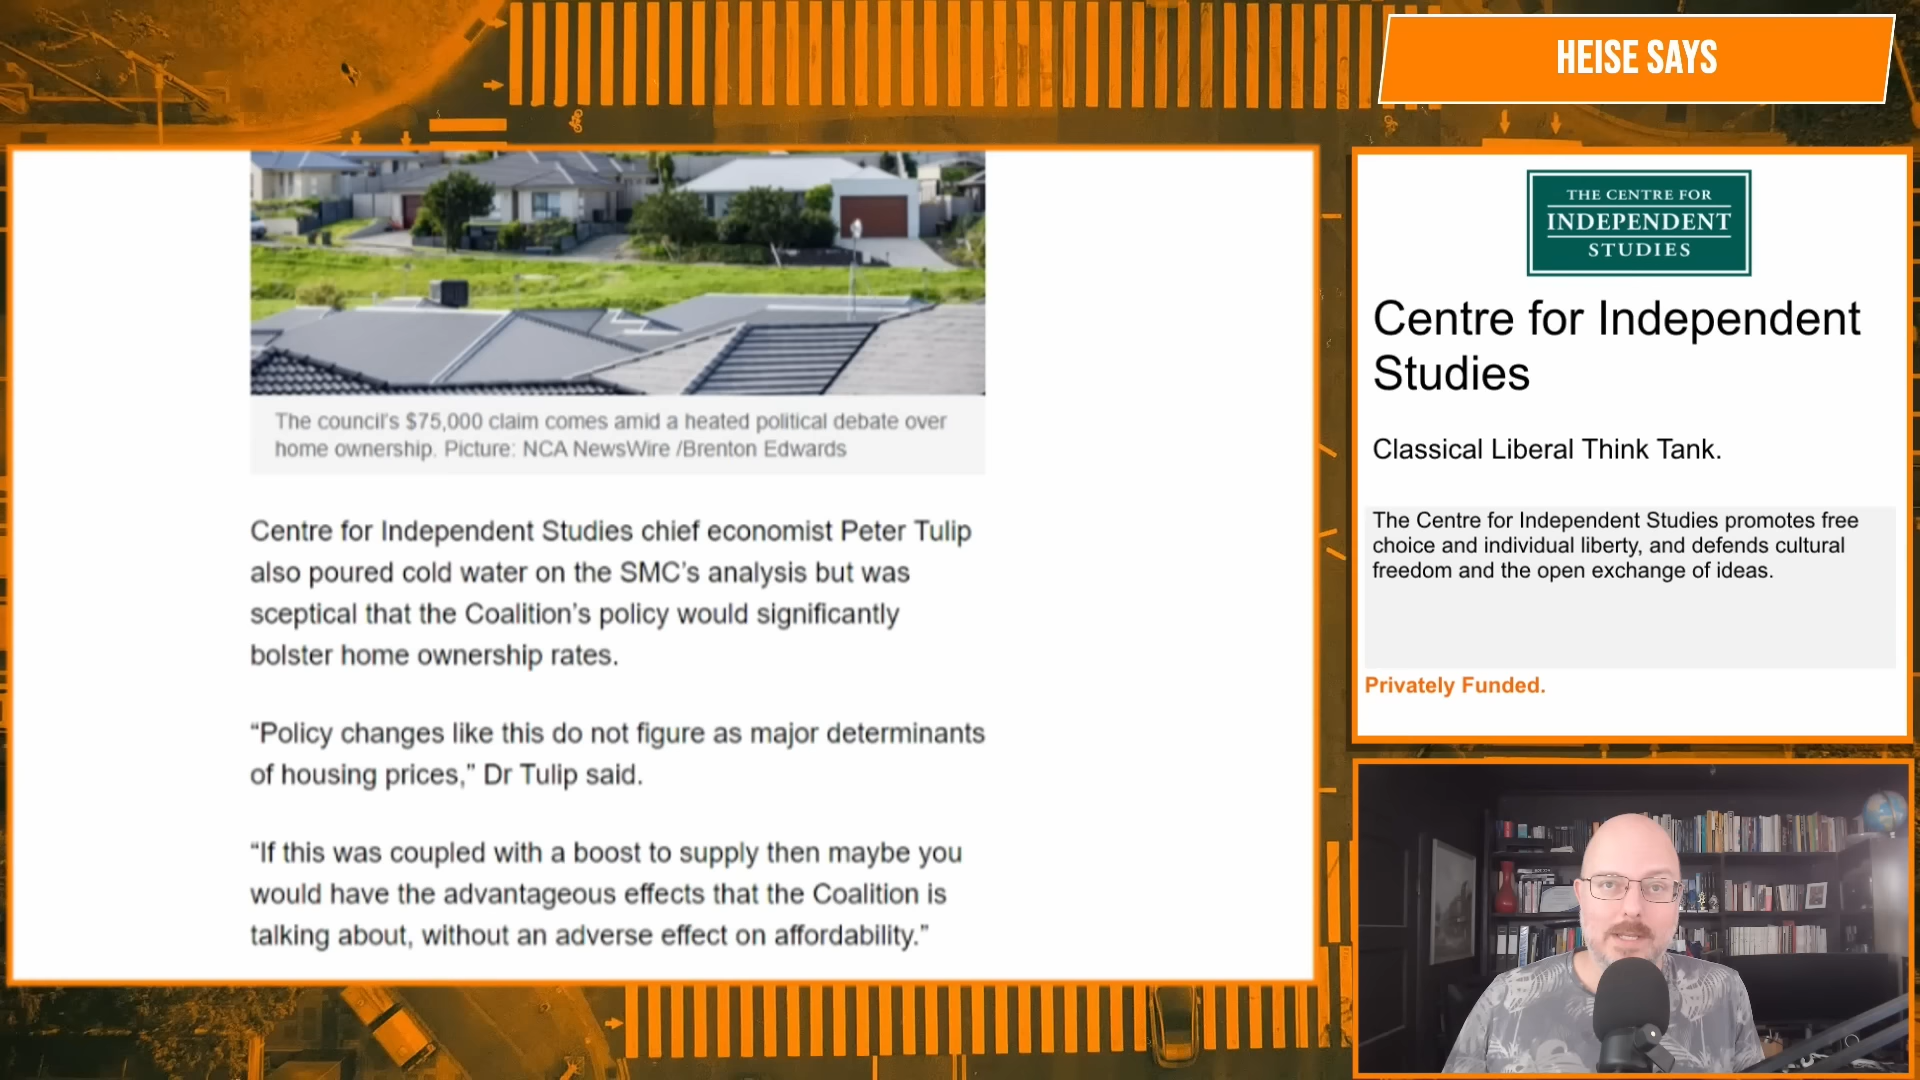 HEISE SAYS
The council's $75,000 claim comes amid a heated political debate over
home ownership. Picture: NCA NewsWire /Brenton Edwards
Centre for Independent Studies chief economist Peter Tulip
also poured cold water on the SMC’s analysis but was
sceptical that the Coalition’s policy would significantly
bolster home ownership rates.
“Policy changes like this do not figure as major determinants
of housing prices,” Dr Tulip said.
“If this was coupled with a boost to supply then maybe you
would have the advantageous effects that the Coalition is
talking about, without an adverse effect on affordability.”
THE CENTRE FOR
INDEPENDENT
STUDIES
Centre for Independent
Studies
Classical Liberal Think Tank.
The Centre for Independent Studies promotes free
choice and individual liberty, and defends cultural
freedom and the open exchange of ideas.
Privately Funded.